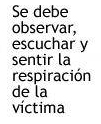 Se debe
observar,
escuchar y
sentir la
respiración
de la
víctima